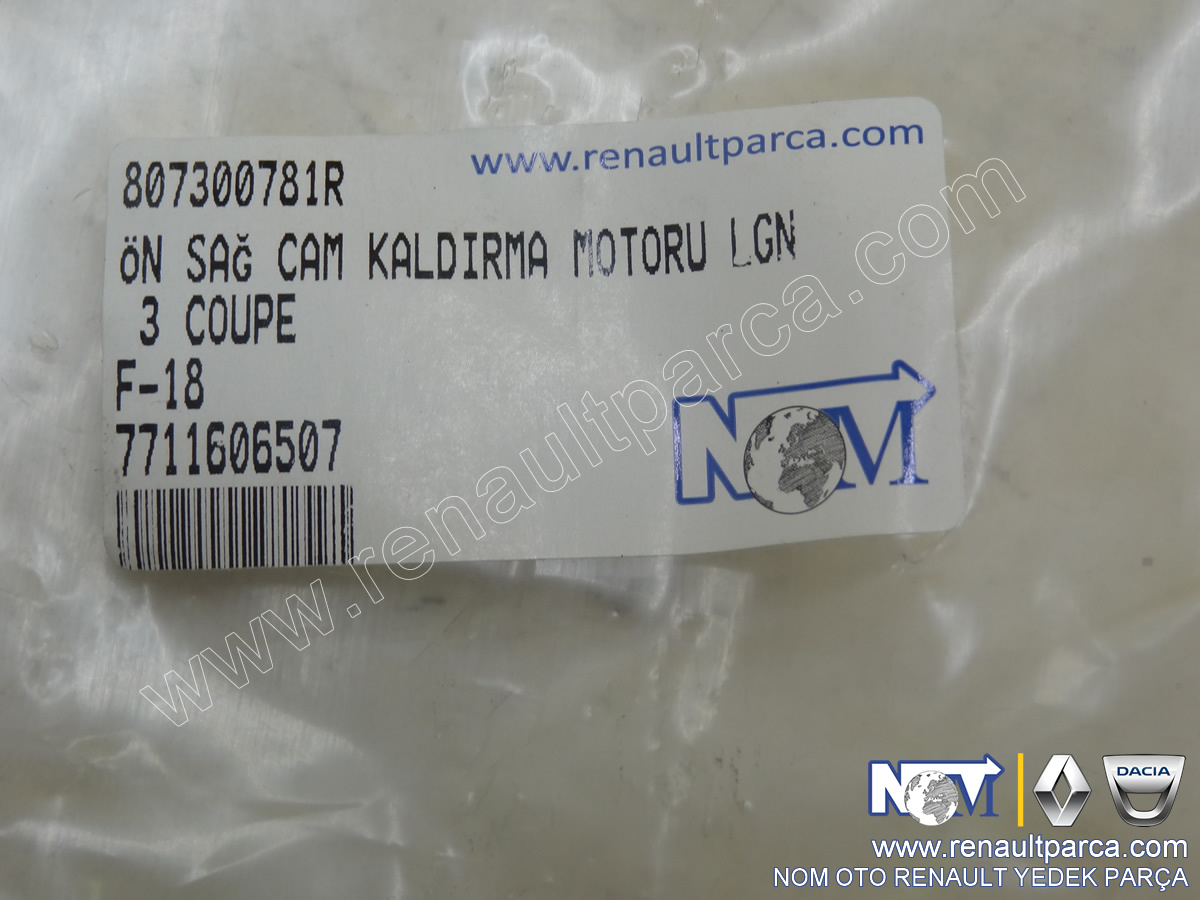 807300781R
www.renaultparca.com
öN SAĞ CAM KALDIRMA MOTORU LGN
3 COUPE
F-18
7711606507
NOM
www.renaultparca.com
NOM
DACIA
www.renaultparca.com
NOM OTO RENAULT YEDEK PARÇA